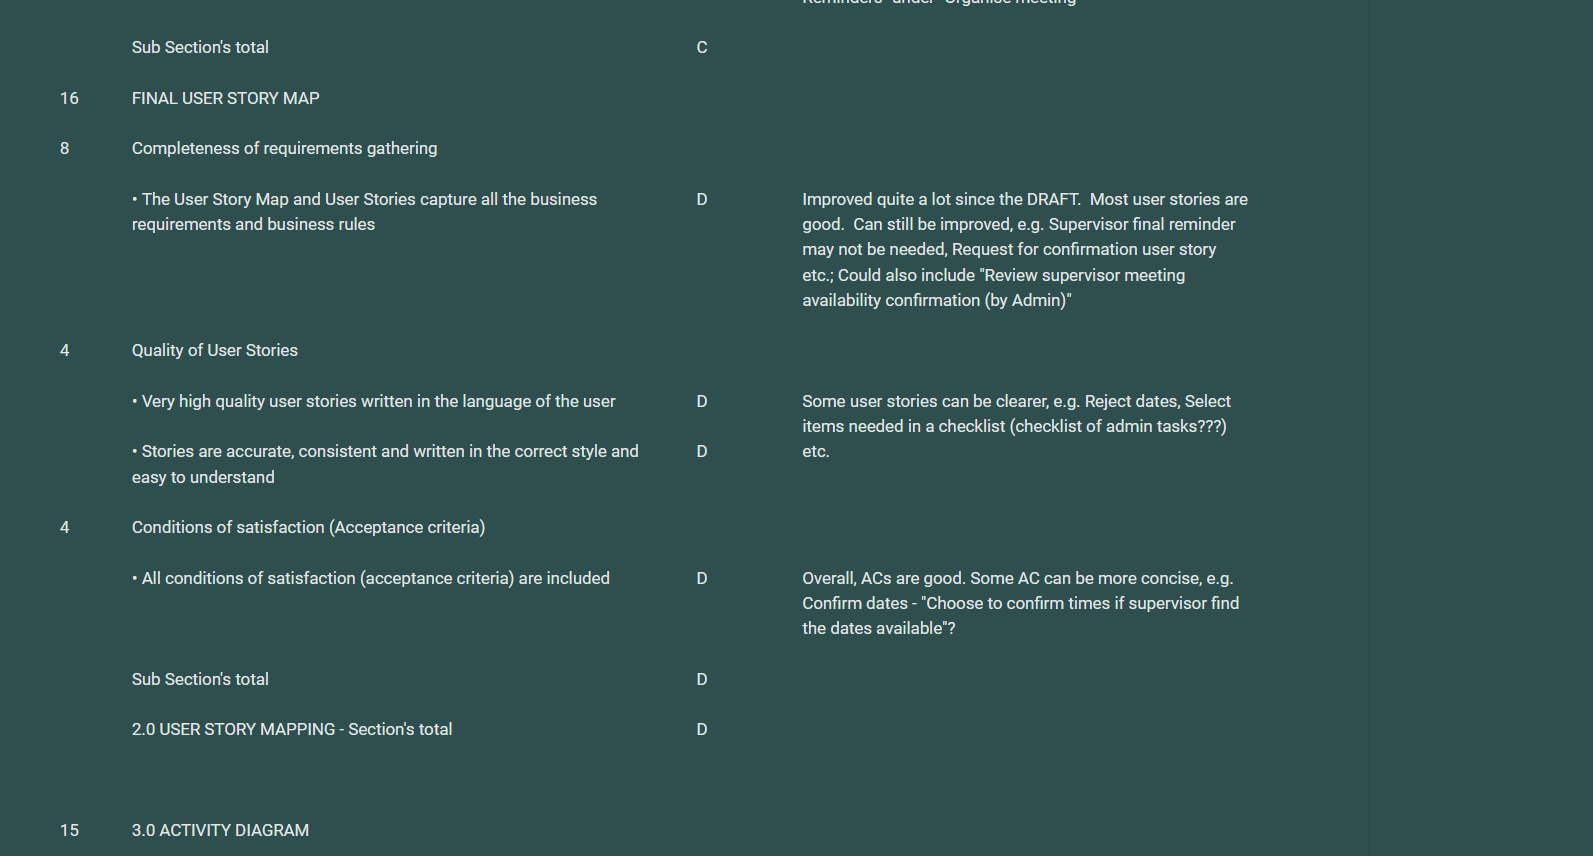 Reminders" under "Organise meeting"
Sub Section's total C
16 FINAL USER STORY MAP
8 Completeness of requirements gathering
• The User Story Map and User Stories capture all the business D Improved quite a lot since the DRAFT.  Most user stories are
requirements and business rules good.  Can still be improved, e.g. Supervisor final reminder
may not be needed, Request for confirmation user story
etc.; Could also include "Review supervisor meeting
availability confirmation (by Admin)"
4 Quality of User Stories
• Very high quality user stories written in the language of the user D Some user stories can be clearer, e.g. Reject dates, Select
items needed in a checklist (checklist of admin tasks???)
• Stories are accurate, consistent and written in the correct style and D etc.
easy to understand
4 Conditions of satisfaction (Acceptance criteria)
• All conditions of satisfaction (acceptance criteria) are included D Overall, ACs are good. Some AC can be more concise, e.g.
Confirm dates - "Choose to confirm times if supervisor find
the dates available"?
Sub Section's total D
2.0 USER STORY MAPPING - Section's total D
15 3.0 ACTIVITY DIAGRAM